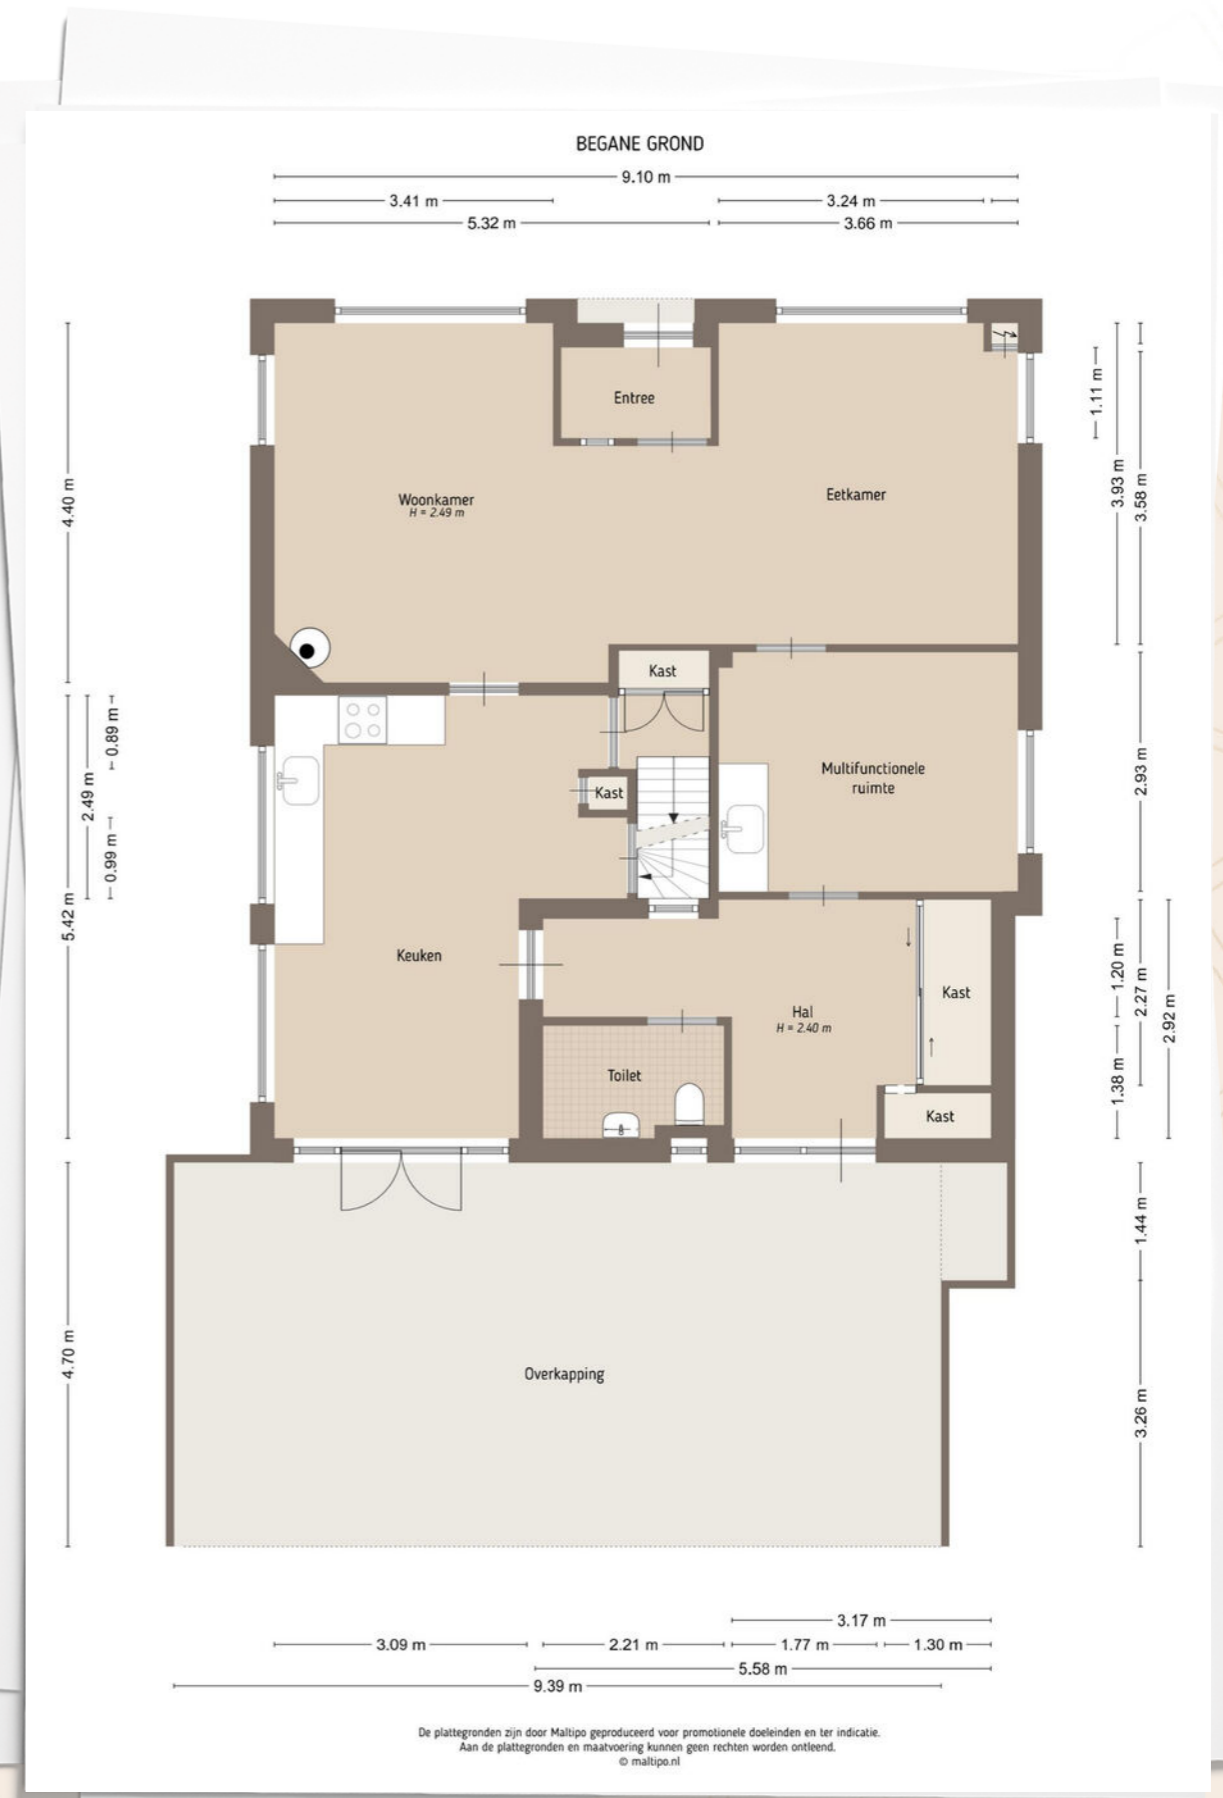 BEGANE GROND
9.10 m
3.41 m
3.24 m
5.32 m
3.66 m
Entree
1.11 m
Woonkamer
H = 2.49 m
Eetkamer
4.40 m
3.93 m
3.58 m
Kast
0.89 m
2.49 m
0.99 m
Kast
Multifunctionele
ruimte
2.93 m
5.42 m
Keuken
Kast
Hal
H = 2.40 m
1.20 m
2.27 m
2.92 m
Toilet
1.38 m
Kast
1.44 m
4.70 m
Overkapping
3.26 m
3.17 m
3.09 m
2.21 m
1.77 m
1.30 m
5.58 m
9.39 m
De plattegronden zijn door Maltipo geproduceerd voor promotionele doeleinden en ter indicatie.
Aan de plattegronden en maatvoering kunnen geen rechten worden ontleend.
© maltipo.nl